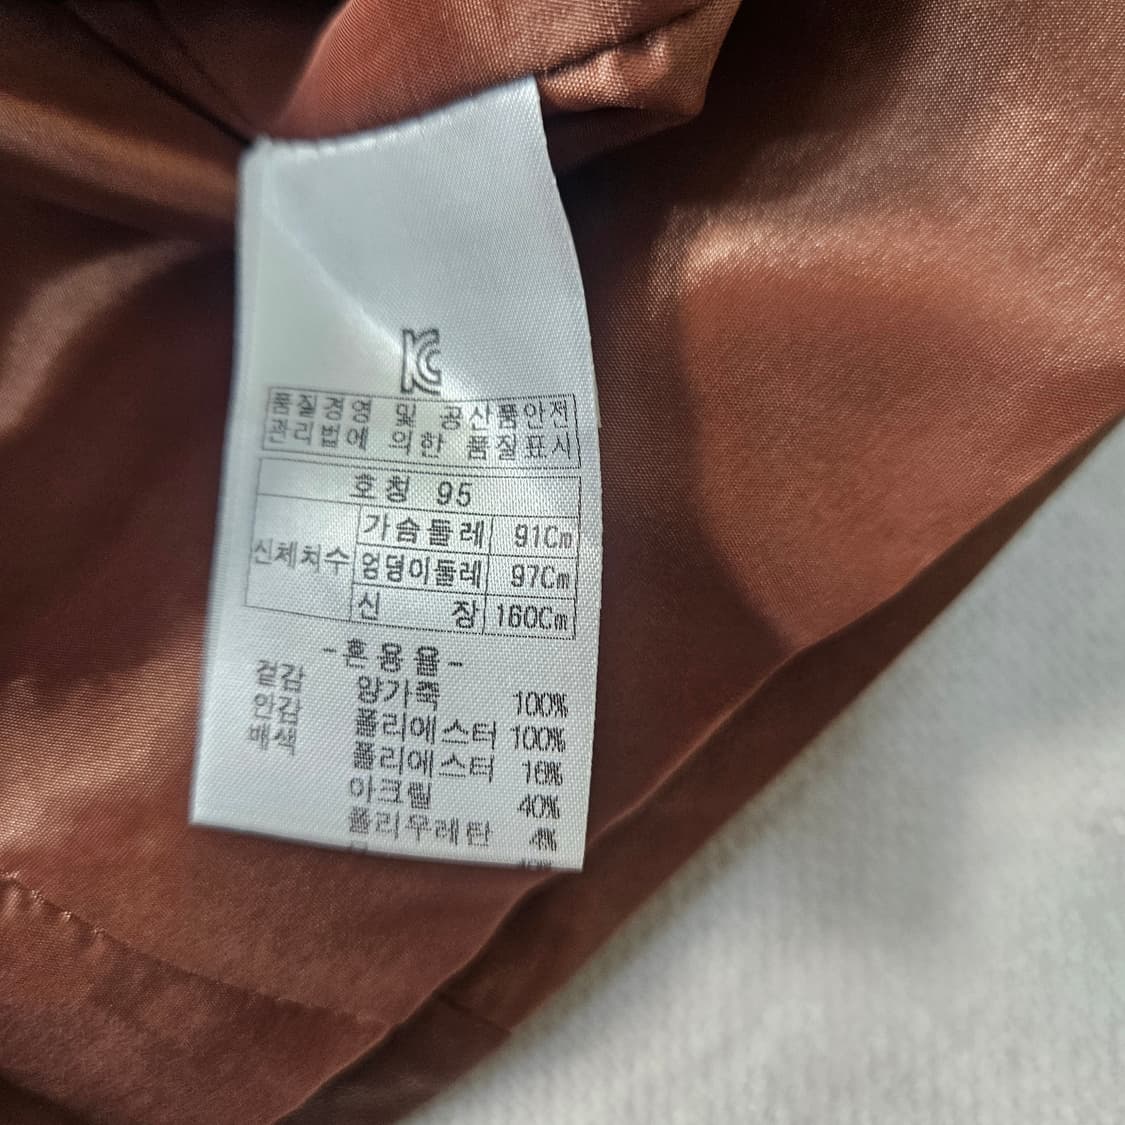 KC
품질경영 및 공산품안전
관리법에 의한 품질표시
호칭 95
신체치수 가슴둘레 91Cm
엉덩이둘레 97Cm
신 장 160Cm
-혼용율-
겉감 양가죽 100%
안감 폴리에스터 100%
배색 폴리에스터 16%
아크릴 40%
폴리우레탄 4%